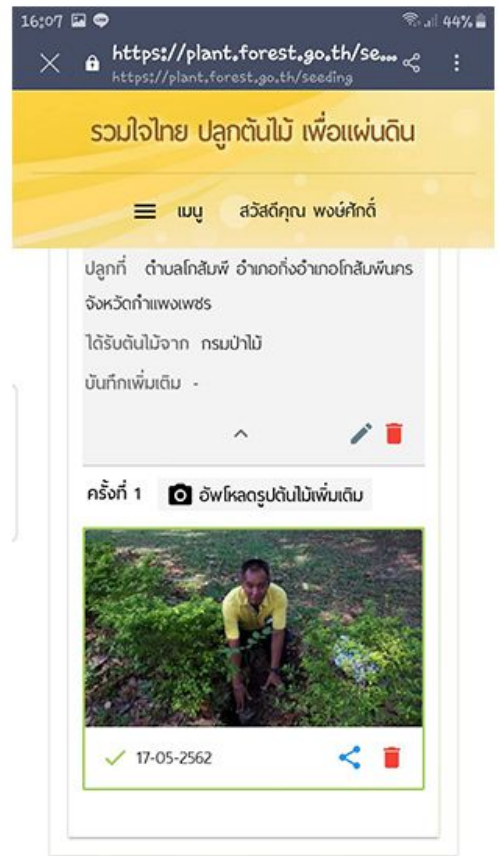 16:07 44%
https://plant.forest.go.th/se...
https://plant.forest.go.th/seeding
รวมใจไทย ปลูกต้นไม้ เพื่อแผ่นดิน
เมนู สวัสดีคุณ พงษ์ศักดิ์
ปลูกที่ ตำบลโกสัมพี อำเภอกิ่งอำเภอโกสัมพีนคร
จังหวัดกำแพงเพชร
ได้รับต้นไม้จาก กรมป่าไม้
บันทึกเพิ่มเติม -
ครั้งที่ 1 อัพโหลดรูปต้นไม้เพิ่มเติม
17-05-2562